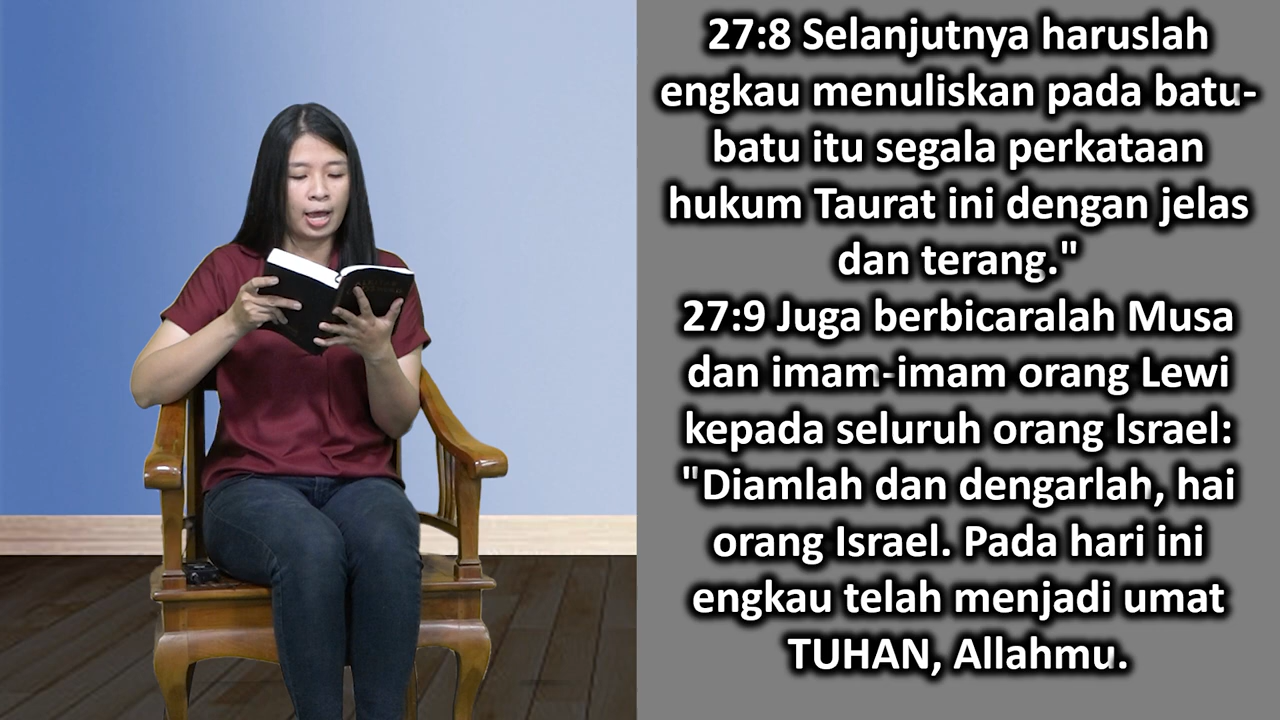 27:8 Selanjutnya haruslah
engkau menuliskan pada batu-
batu itu segala perkataan
hukum Taurat ini dengan jelas
dan terang."
27:9 Juga berbicaralah Musa
dan imam-imam orang Lewi
kepada seluruh orang Israel:
"Diamlah dan dengarlah, hai
orang Israel. Pada hari ini
engkau telah menjadi umat
TUHAN, Allahmu.